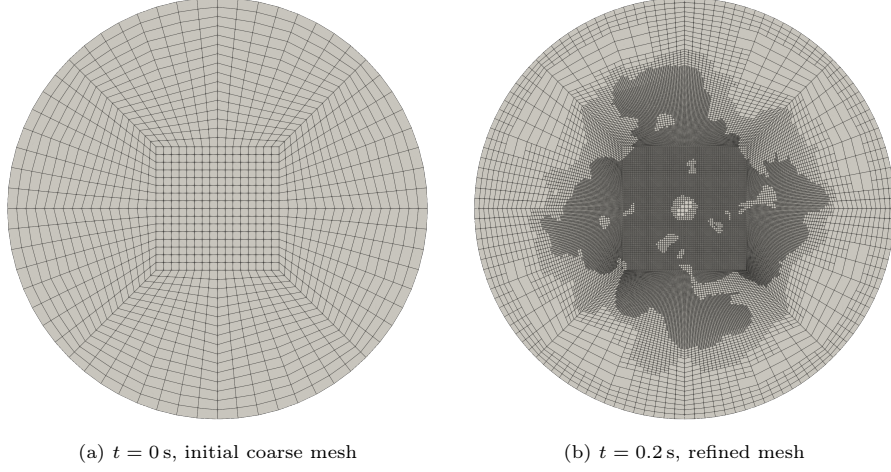 (a) t = 0 s, initial coarse mesh
(b) t = 0.2 s, refined mesh